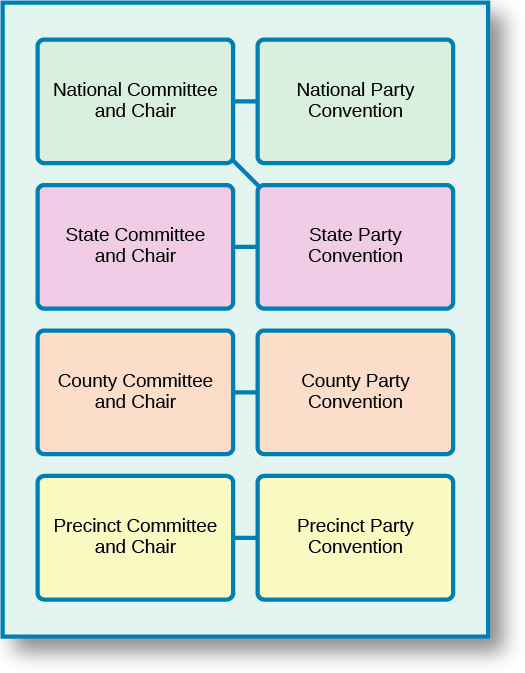 National Committee
and Chair
National Party
Convention
State Committee
and Chair
State Party
Convention
County Committee
and Chair
County Party
Convention
Precinct Committee
and Chair
Precinct Party
Convention